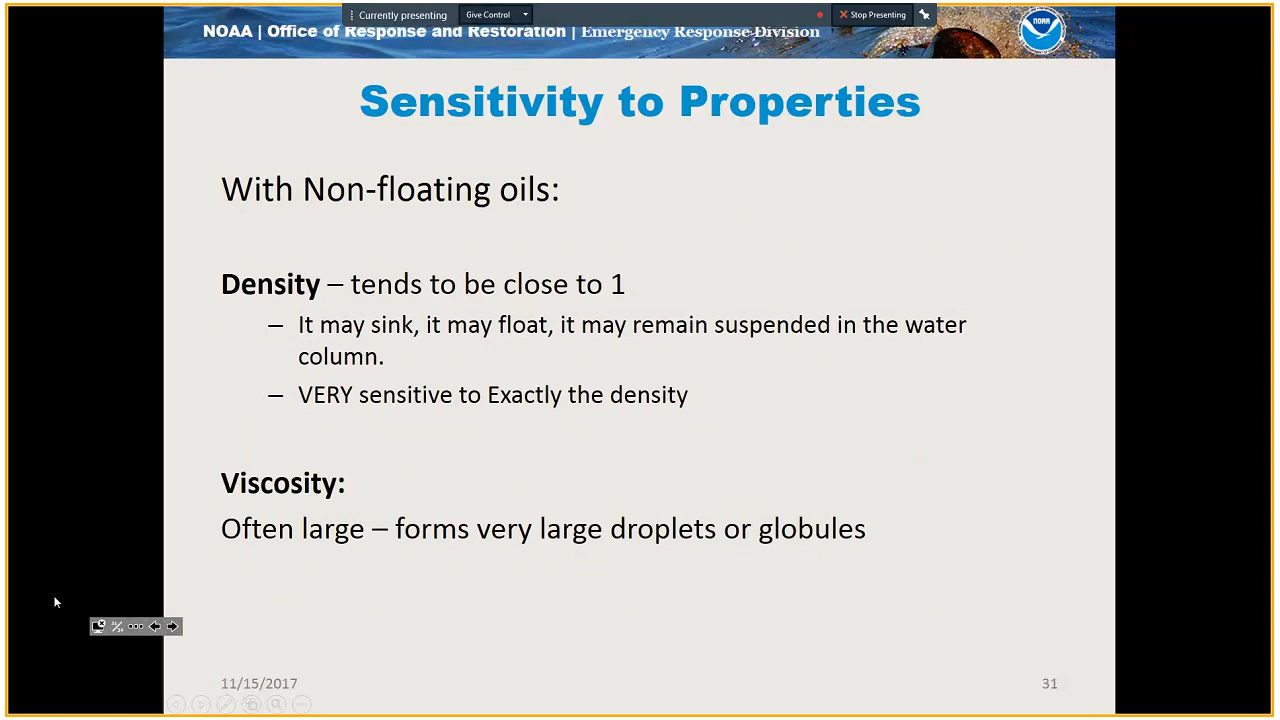 Currently presenting Give Control Stop Presenting
NOAA | Office of Response and Restoration | Emergency Response Division
NOAA
Sensitivity to Properties
With Non-floating oils:
Density – tends to be close to 1
– It may sink, it may float, it may remain suspended in the water
column.
– VERY sensitive to Exactly the density
Viscosity:
Often large – forms very large droplets or globules
11/15/2017 31